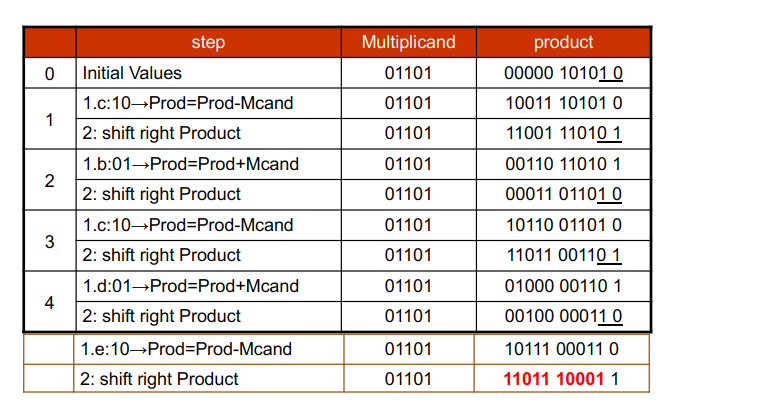 step Multiplicand product
0 Initial Values 01101 00000 10101 0
1 1.c:10→Prod=Prod-Mcand 01101 10011 10101 0
2: shift right Product 01101 11001 11010 1
2 1.b:01→Prod=Prod+Mcand 01101 00110 11010 1
2: shift right Product 01101 00011 01101 0
3 1.c:10→Prod=Prod-Mcand 01101 10110 01101 0
2: shift right Product 01101 11011 00110 1
4 1.d:01→Prod=Prod+Mcand 01101 01000 00110 1
2: shift right Product 01101 00100 00011 0
1.e:10→Prod=Prod-Mcand 01101 10111 00011 0
2: shift right Product 01101 11011 10001 1